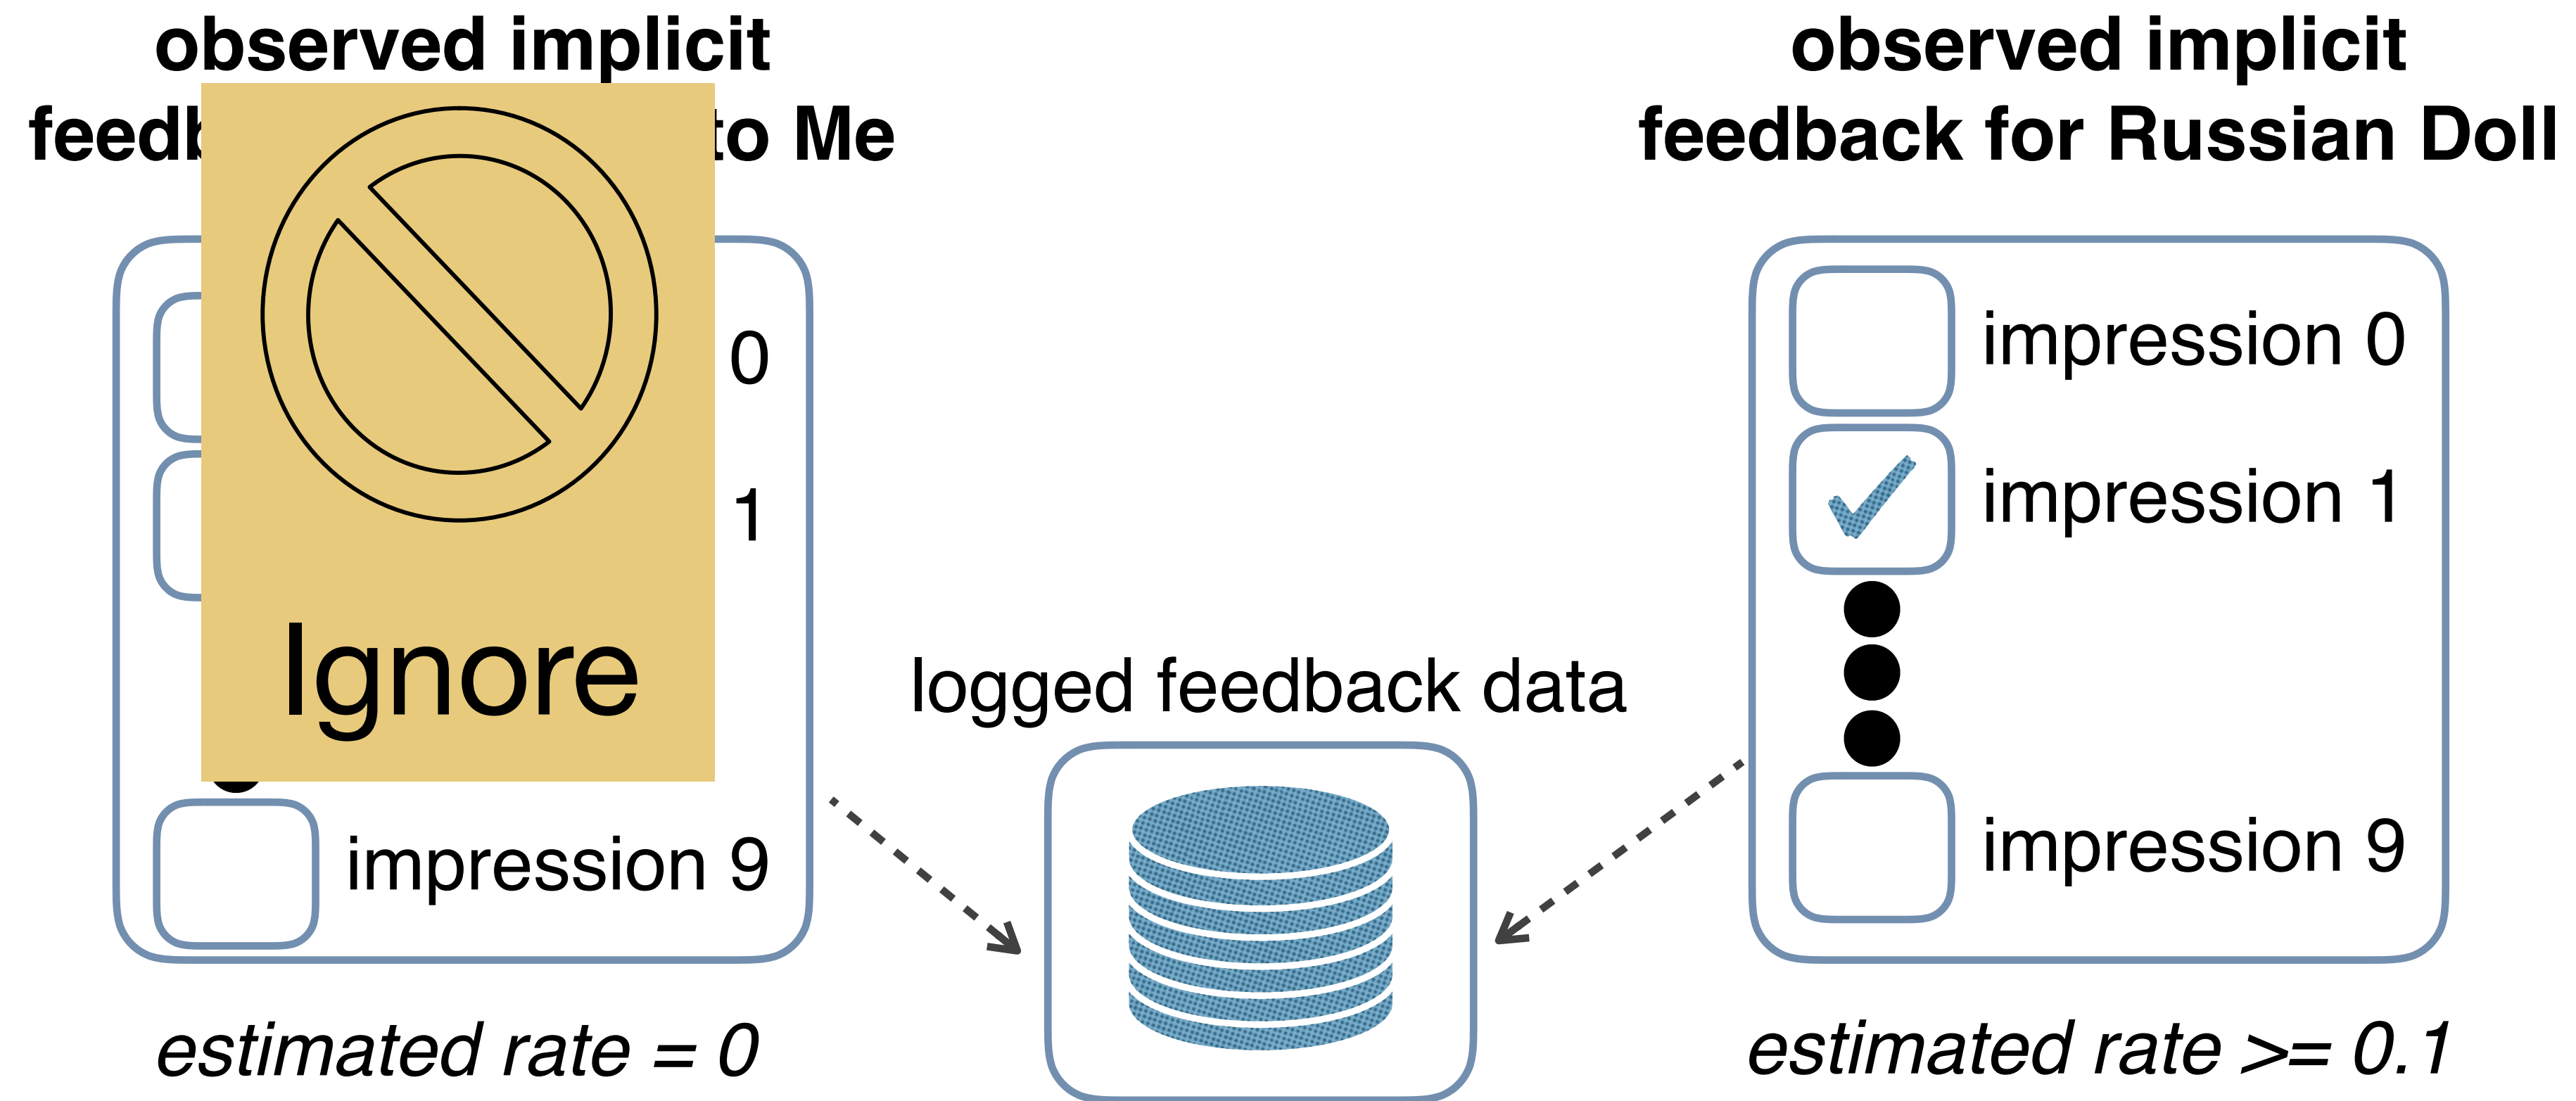 observed implicit
to Me
0
1
Ignore
impression 9
estimated rate = 0
logged feedback data
observed implicit
feedback for Russian Doll
impression 0
impression 1
impression 9
estimated rate >= 0.1